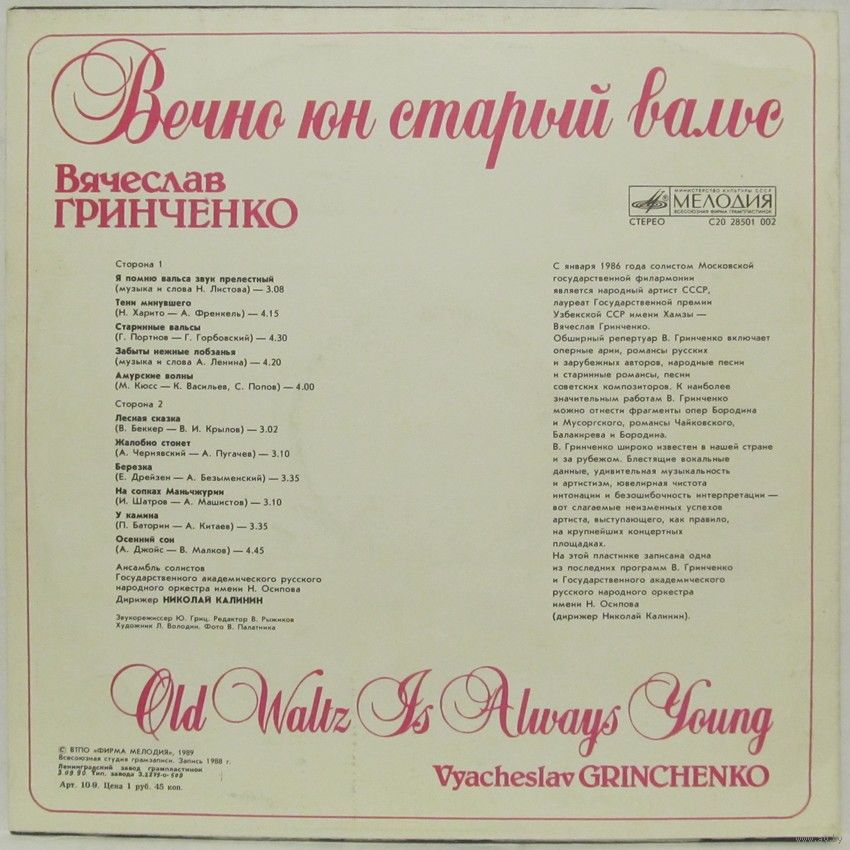 Вечно юн старый вальс
Вячеслав
ГРИНЧЕНКО
МИНИСТЕРСТВО КУЛЬТУРЫ СССР
МЕЛОДИЯ
ВСЕСОЮЗНАЯ ФИРМА ГРАМПЛАСТИНОК
СТЕРЕО С20 28501 002
Сторона 1
Я помню вальса звук прелестный
(музыка и слова Н. Листова) — 3.08
Тени минувшего
(Н. Харито — А. Френкель) — 4.15
Старинные вальсы
(Г. Портнов — Г. Горбовский) — 4.30
Забыты нежные лобзанья
(музыка и слова А. Ленина) — 4.20
Амурские волны
(М. Кюсс — К. Васильев, С. Попов) — 4.00
Сторона 2
Лесная сказка
(В. Беккер — В. И. Крылов) — 3.02
Жалобно стонет
(А. Чернявский — А. Пугачев) — 3.10
Березка
(Е. Дрейзен — А. Безыменский) — 3.35
На сопках Маньчжурии
(И. Шатров — А. Машистов) — 3.10
У камина
(П. Баторин — А. Китаев) — 3.35
Осенний сон
(А. Джойс — В. Малков) — 4.45
Ансамбль солистов
Государственного академического русского
народного оркестра имени Н. Осипова
Дирижер НИКОЛАЙ КАЛИНИН
Звукорежиссер Ю. Гриц. Редактор В. Рыжиков
Художник Л. Володин. Фото В. Палатника
С января 1986 года солистом Московской
государственной филармонии
является народный артист СССР,
лауреат Государственной премии
Узбекской ССР имени Хамзы —
Вячеслав Гринченко.
Обширный репертуар В. Гринченко включает
оперные арии, романсы русских
и зарубежных авторов, народные песни
и старинные романсы, песни
советских композиторов. К наиболее
значительным работам В. Гринченко
можно отнести фрагменты опер Бородина
и Мусоргского, романсы Чайковского,
Балакирева и Бородина.
В. Гринченко широко известен в нашей стране
и за рубежом. Блестящие вокальные
данные, удивительная музыкальность
и артистизм, ювелирная чистота
интонации и безошибочность интерпретации —
вот слагаемые неизменных успехов
артиста, выступающего, как правило,
на крупнейших концертных
площадках.
На этой пластинке записана одна
из последних программ В. Гринченко
и Государственного академического
русского народного оркестра
имени Н. Осипова
(дирижер Николай Калинин).
Old Waltz Is Always Young
Vyacheslav GRINCHENKO
© ВТПО «ФИРМА МЕЛОДИЯ», 1989
Всесоюзная студия грамзаписи. Запись 1988 г.
Ленинградский завод грампластинок
Тип. завода
Арт. 10-9. Цена 1 руб. 45 коп.
www.ay.by